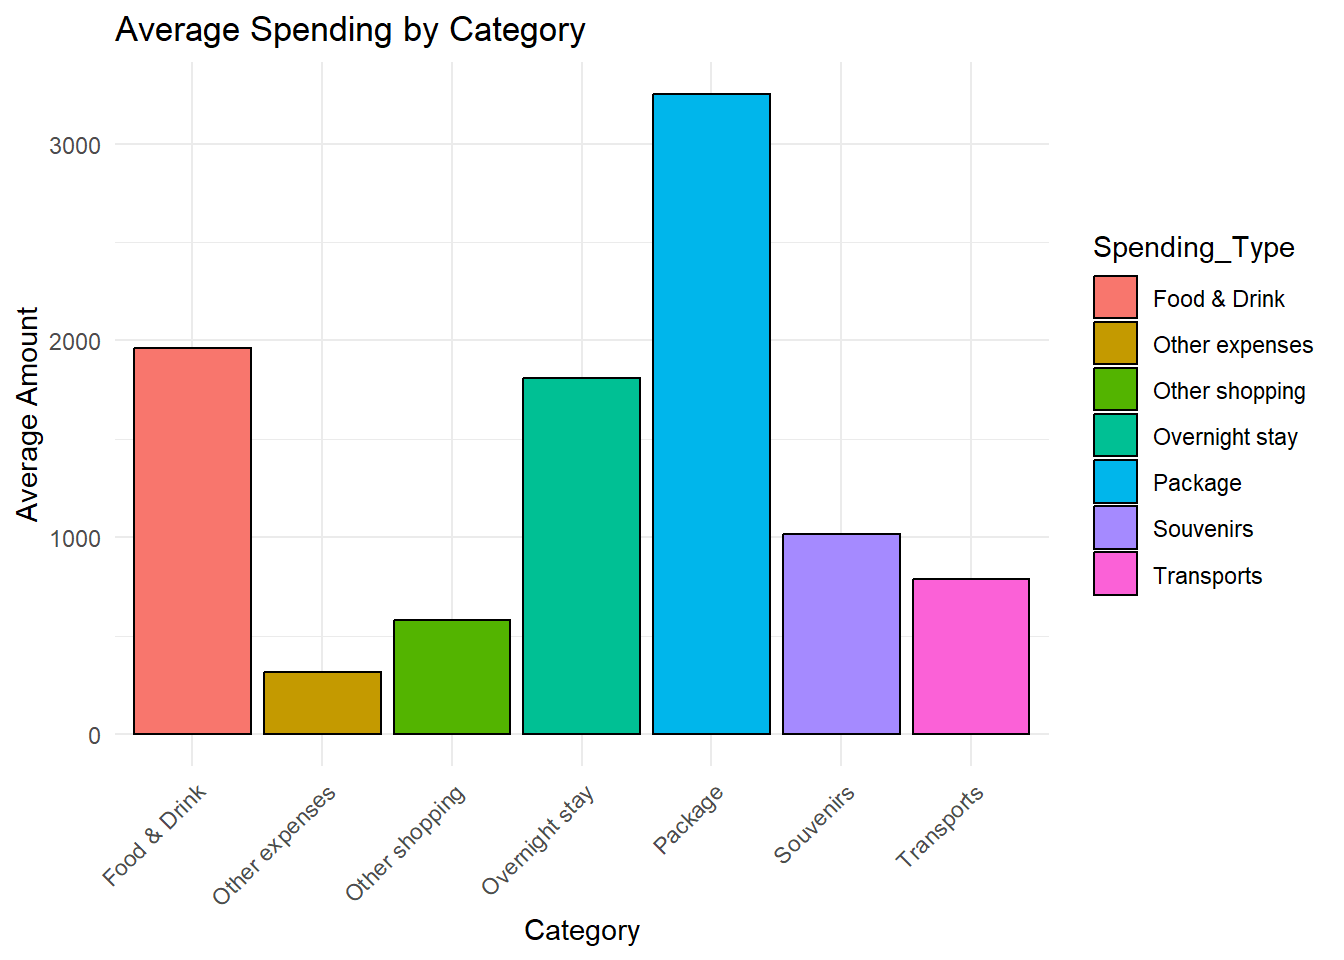 Average Spending by Category
Average Amount
3000
2000
1000
0
Food & Drink
Other expenses
Other shopping
Overnight stay
Package
Souvenirs
Transports
Category
Spending_Type
Food & Drink
Other expenses
Other shopping
Overnight stay
Package
Souvenirs
Transports